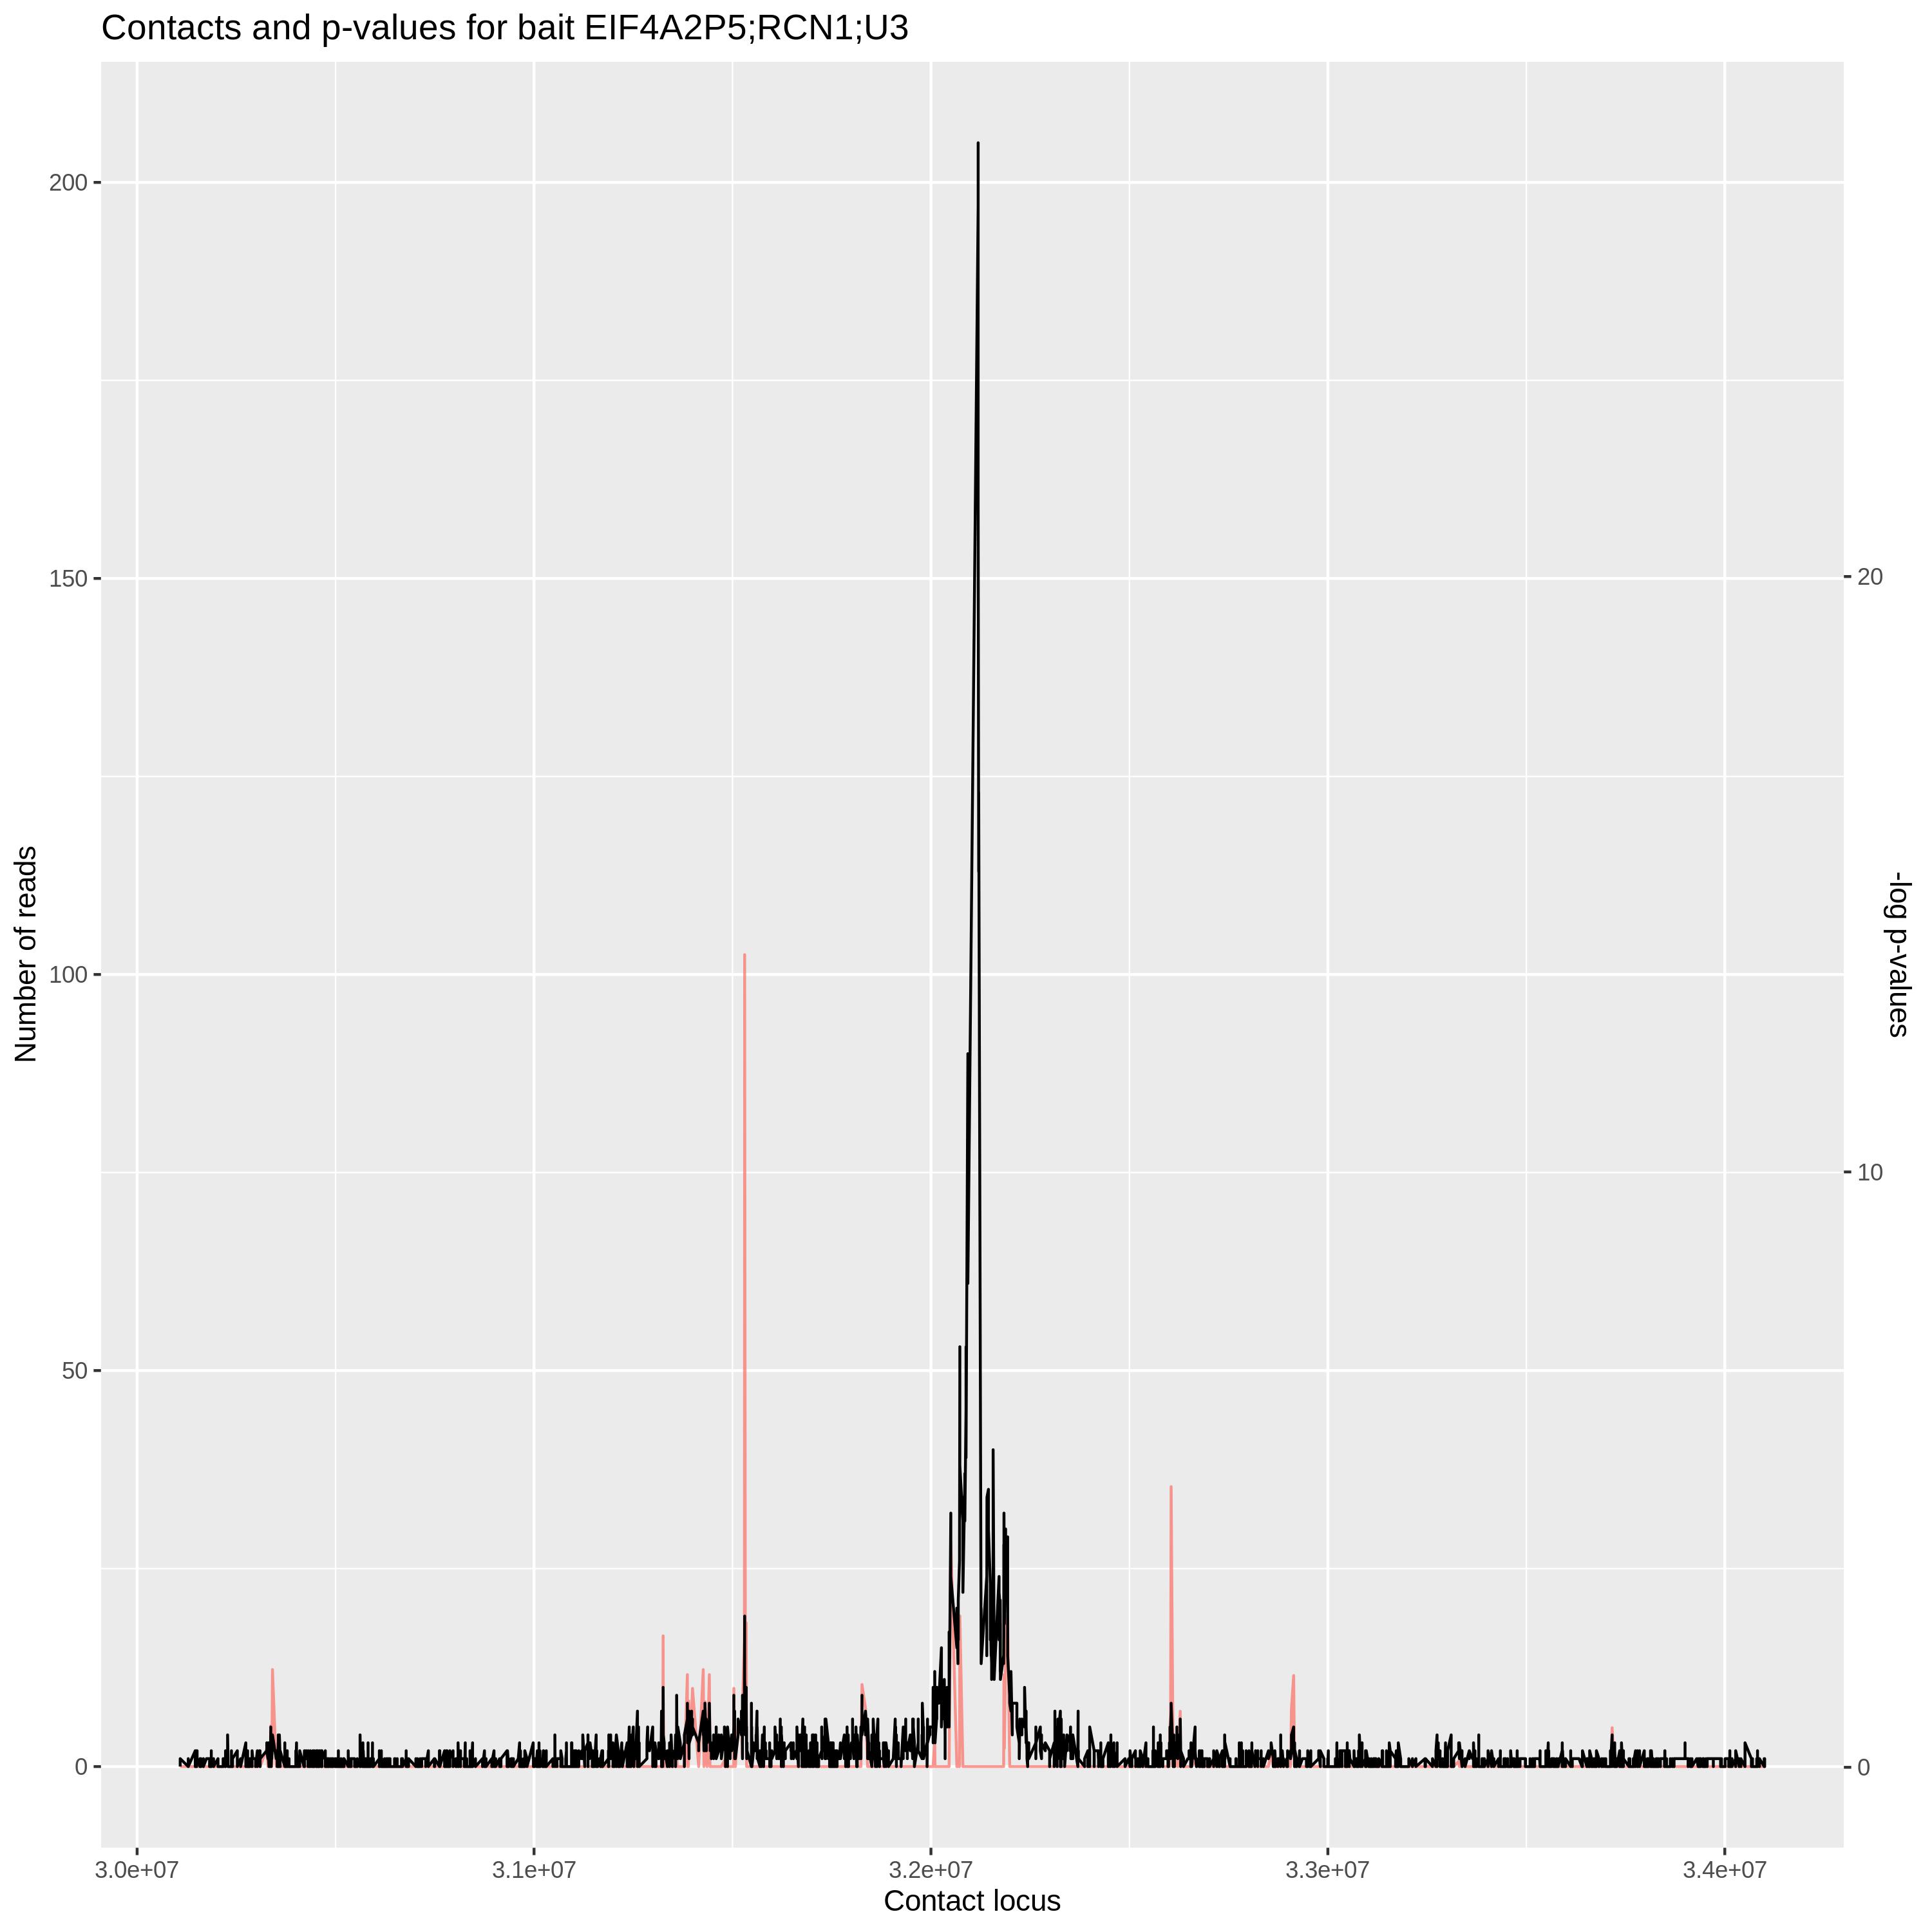 Contacts and p-values for bait EIF4A2P5;RCN1;U3
200
150
100
50
0
Number of reads
20
10
0
-log p-values
3.0e+07
3.1e+07
3.2e+07
3.3e+07
3.4e+07
Contact locus